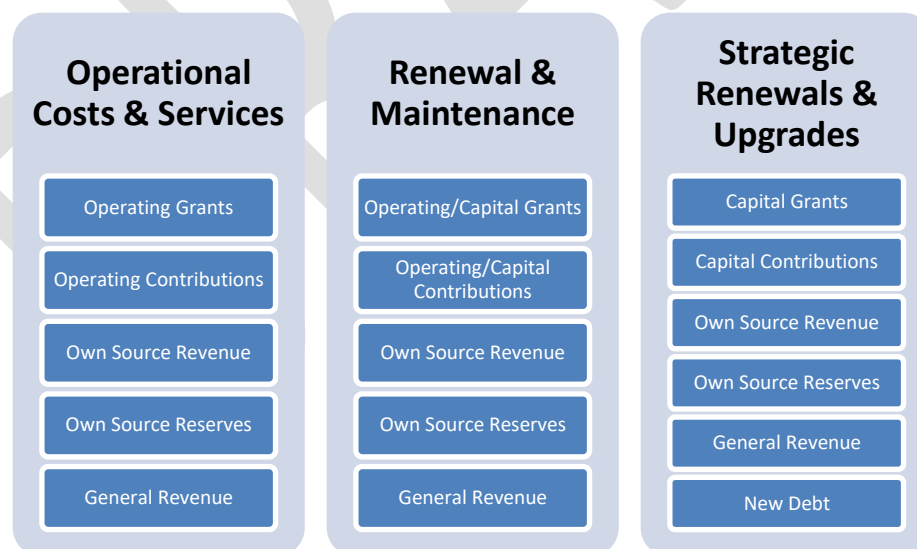 Operational
Costs & Services
Operating Grants
Operating Contributions
Own Source Revenue
Own Source Reserves
General Revenue
Renewal &
Maintenance
Operating/Capital Grants
Operating/Capital
Contributions
Own Source Revenue
Own Source Reserves
General Revenue
Strategic
Renewals &
Upgrades
Capital Grants
Capital Contributions
Own Source Revenue
Own Source Reserves
General Revenue
New Debt